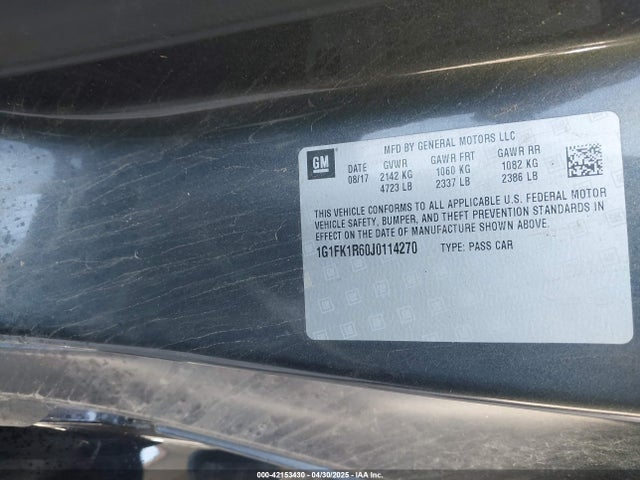 MFD BY GENERAL MOTORS LLC
GM
DATE GVWR GAWR FRT GAWR RR
08/17 2142 KG 1060 KG 1082 KG
4723 LB 2337 LB 2386 LB
THIS VEHICLE CONFORMS TO ALL APPLICABLE U.S. FEDERAL MOTOR
VEHICLE SAFETY, BUMPER, AND THEFT PREVENTION STANDARDS IN
EFFECT ON THE DATE OF MANUFACTURE SHOWN ABOVE.
1G1FK1R60J0114270 TYPE: PASS CAR
000-42153430 - 04/30/2025 - IAA Inc.